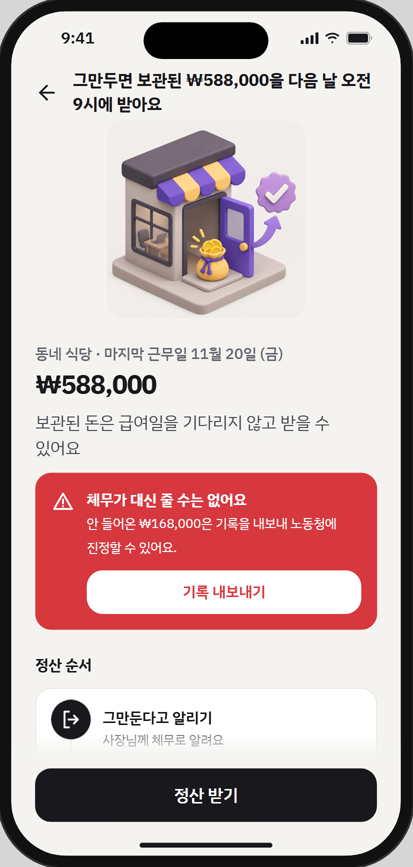 9:41
그만두면 보관된 ₩588,000을 다음 날 오전
9시에 받아요
동네 식당 · 마지막 근무일 11월 20일 (금)
₩588,000
보관된 돈은 급여일을 기다리지 않고 받을 수
있어요
체무가 대신 줄 수는 없어요
안 들어온 ₩168,000은 기록을 내보내 노동청에
진정할 수 있어요.
기록 내보내기
정산 순서
그만둔다고 알리기
사장님께 체무로 알려요
정산 받기